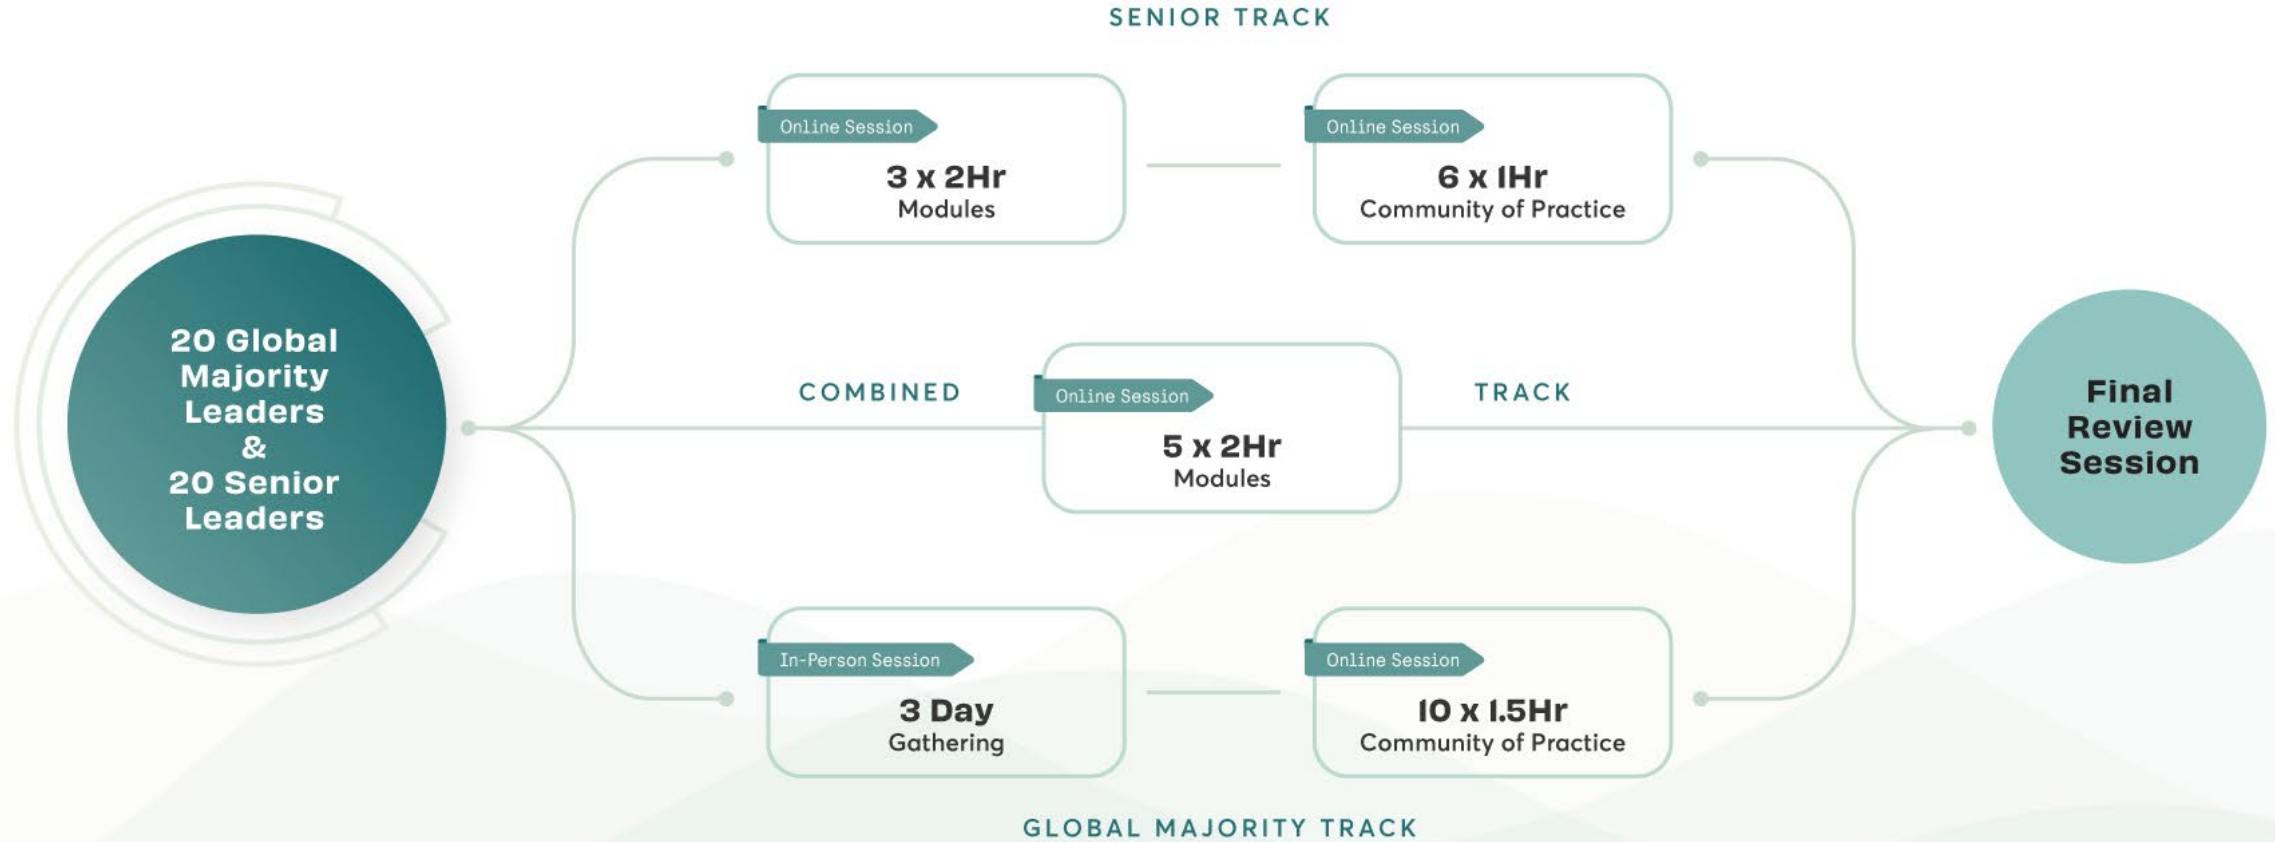 SENIOR TRACK
Online Session
3 x 2Hr
Modules
Online Session
6 x 1Hr
Community of Practice
20 Global
Majority
Leaders
&
20 Senior
Leaders
COMBINED
Online Session
5 x 2Hr
Modules
TRACK
Final
Review
Session
In-Person Session
3 Day
Gathering
Online Session
10 x 1.5Hr
Community of Practice
GLOBAL MAJORITY TRACK